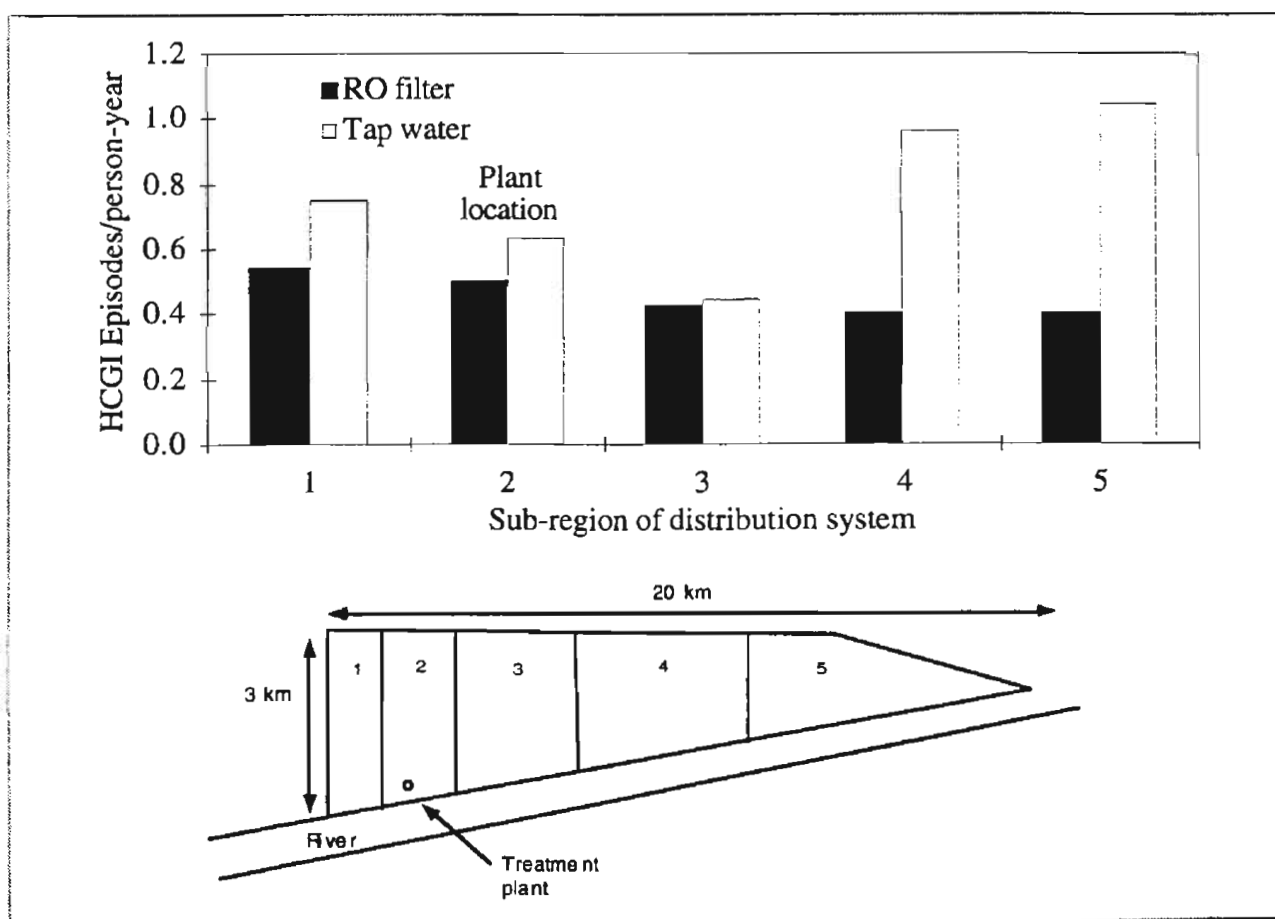 1.2
1.0
0.8
0.6
0.4
0.2
0.0
HCGI Episodes/person-year
RO filter
Tap water
Plant
location
1 2 3 4 5
Sub-region of distribution system
20 km
3 km
1 2 3 4 5
River
Treatment
plant